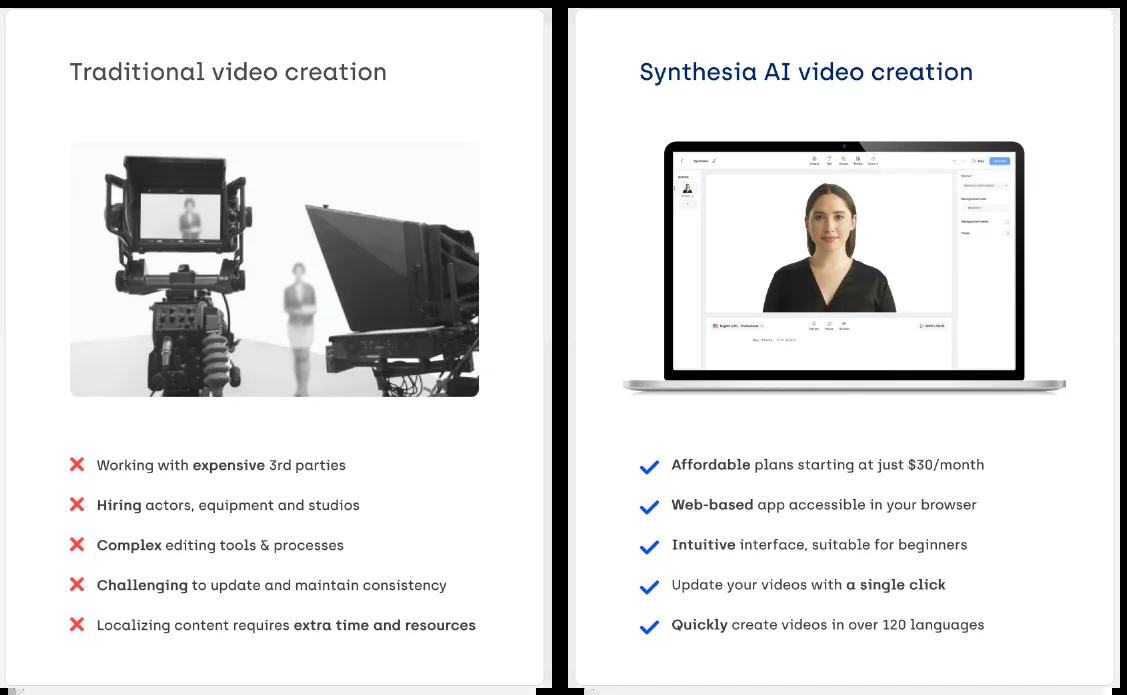 Traditional video creation
Working with expensive 3rd parties
Hiring actors, equipment and studios
Complex editing tools & processes
Challenging to update and maintain consistency
Localizing content requires extra time and resources
Synthesia AI video creation
English (US) - Professional
Affordable plans starting at just $30/month
Web-based app accessible in your browser
Intuitive interface, suitable for beginners
Update your videos with a single click
Quickly create videos in over 120 languages